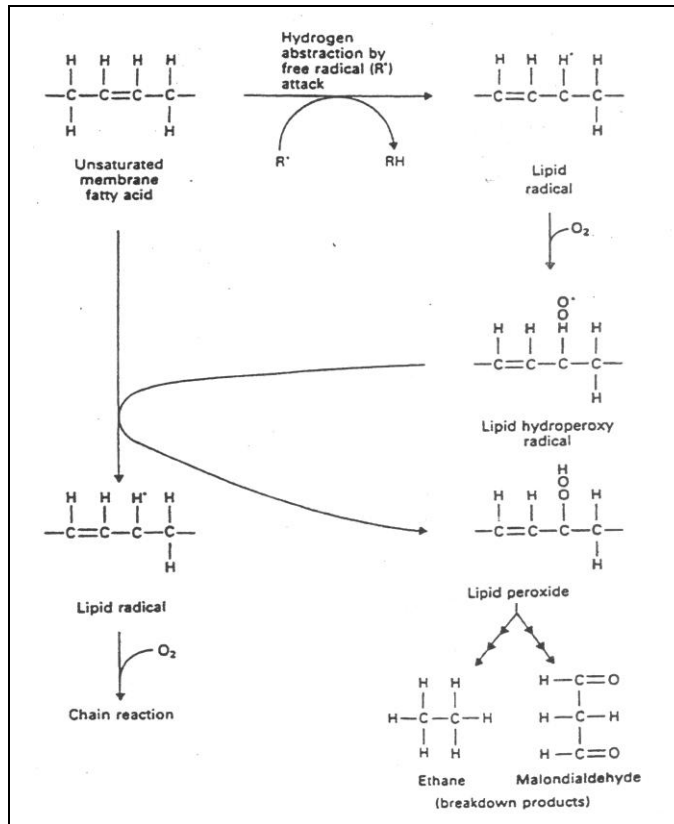 Hydrogen
abstraction by
free radical (R•)
attack
H H H H
—C—C=C—C—
H H
R•
RH
Unsaturated
membrane
fatty acid
H H H• H
—C=C—C—C—
H
Lipid
radical
O₂
O•
O
H H H H
—C=C—C—C—
H
Lipid hydroperoxy
radical
H
O
H H O H
—C=C—C—C—
H
Lipid peroxide
H H H• H
—C=C—C—C—
H
Lipid radical
O₂
Chain reaction
H H
H—C—C—H
H H
Ethane
H—C=O
H—C—H
H—C=O
Malondialdehyde
(breakdown products)